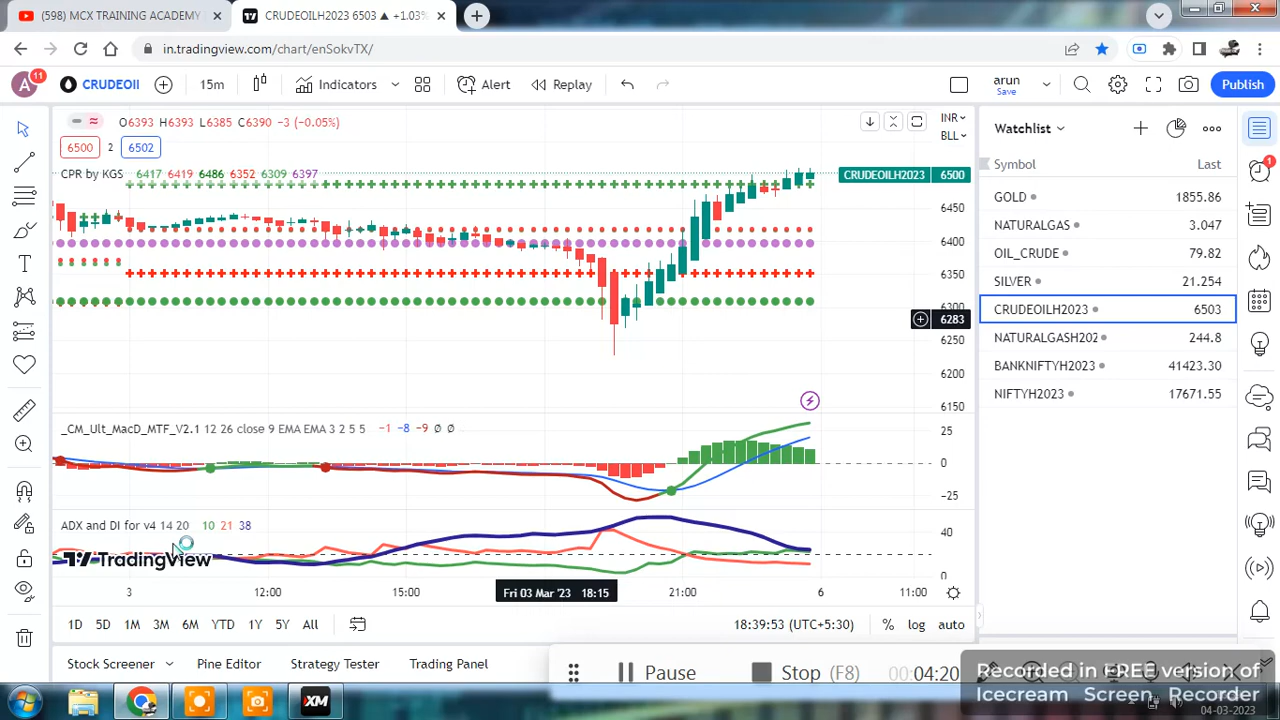 (598) MCX TRAINING ACADEMY
CRUDEOILH2023 6503 ▲ +1.03%
in.tradingview.com/chart/enSokvTX/
A 11
CRUDEOII
15m
Indicators
Alert
Replay
arun
Save
Publish
O6393 H6393 L6385 C6390 −3 (−0.05%)
6500 2 6502
CPR by KGS 6417 6419 6486 6352 6309 6397
INR
BLL
CRUDEOILH2023 6500
6450
6400
6350
6300
6283
6250
6200
6150
_CM_Ult_MacD_MTF_V2.1 12 26 close 9 EMA EMA 3 2 5 5 −1 −8 −9 Ø Ø
25
0
−25
ADX and DI for v4 14 20 10 21 38
40
0
TradingView
3 12:00 15:00 Fri 03 Mar '23 18:15 21:00 6 11:00
1D 5D 1M 3M 6M YTD 1Y 5Y All
18:39:53 (UTC+5:30)
% log auto
Stock Screener
Pine Editor
Strategy Tester
Trading Panel
Watchlist
Symbol Last
GOLD 1855.86
NATURALGAS 3.047
OIL_CRUDE 79.82
SILVER 21.254
CRUDEOILH2023 6503
NATURALGASH202 244.8
BANKNIFTYH2023 41423.30
NIFTYH2023 17671.55
1
Pause
Stop (F8)
00:04:20
Recorded in FREE version of
Icecream Screen Recorder
XM
04-03-2023